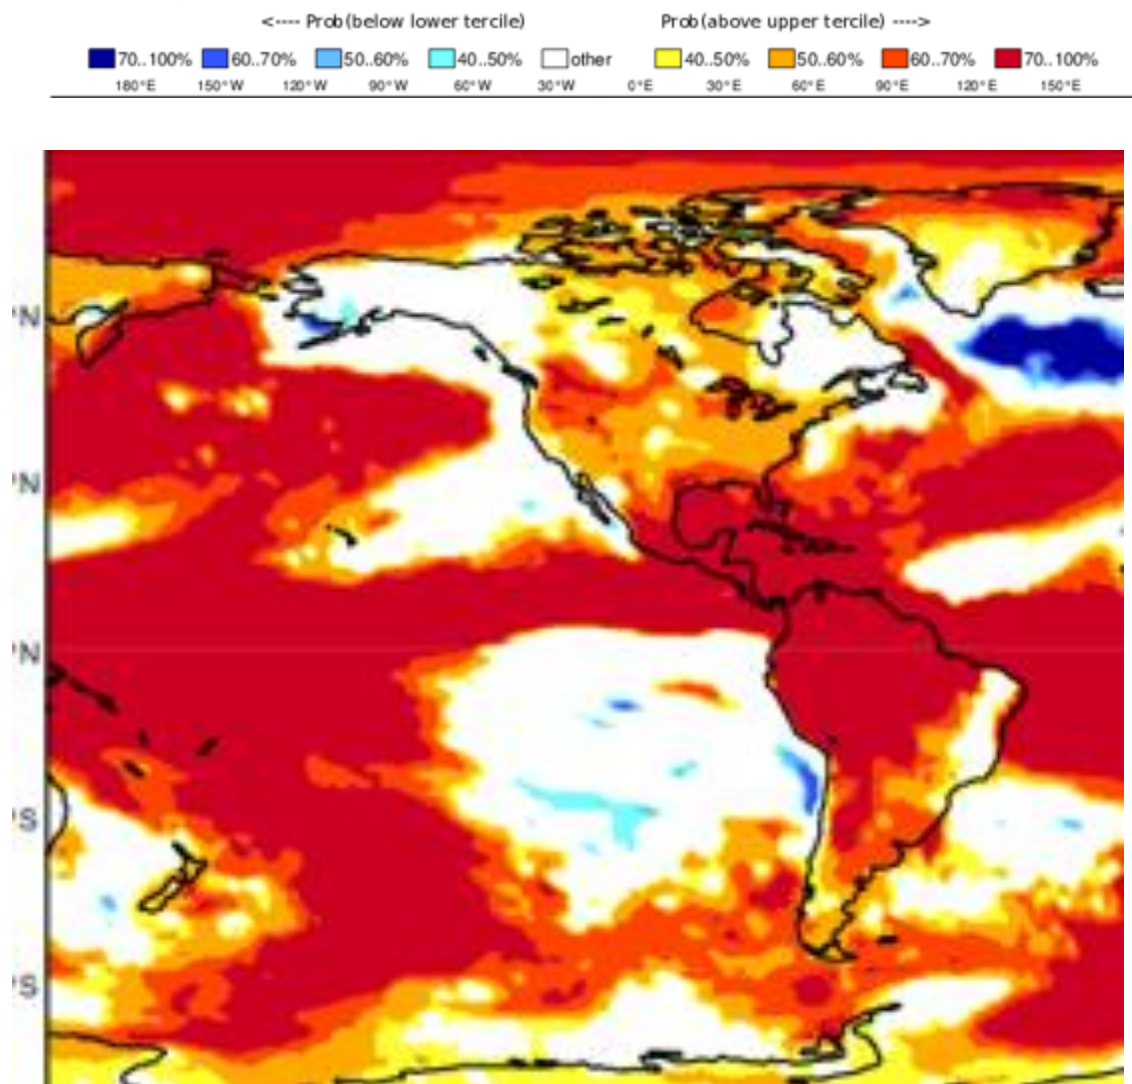 <---- Prob(below lower tercile) Prob(above upper tercile) ---->
70..100% 60..70% 50..60% 40..50% other 40..50% 50..60% 60..70% 70..100%
180°E 150°W 120°W 90°W 60°W 30°W 0°E 30°E 60°E 90°E 120°E 150°E
°N
°N
°N
°S
°S